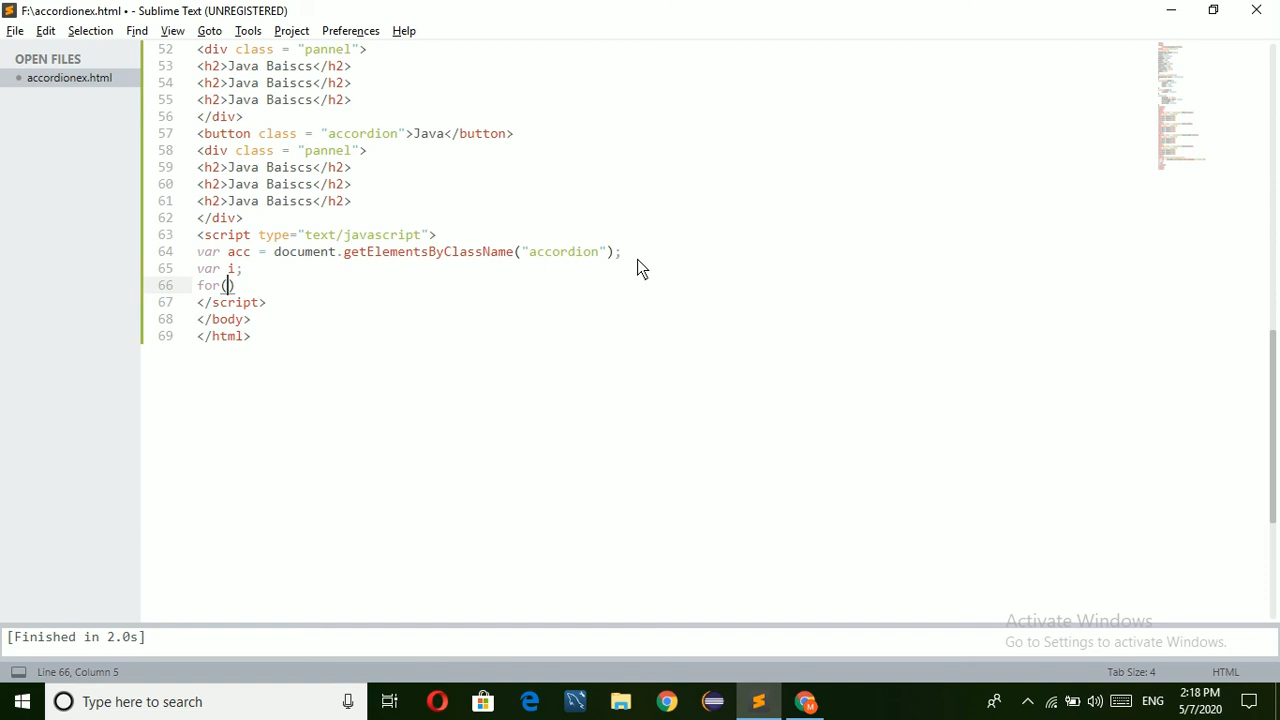 F:\accordionex.html • - Sublime Text (UNREGISTERED)
File Edit Selection Find View Goto Tools Project Preferences Help
OPEN FILES
accordionex.html
52 <div class = "pannel">
53 <h2>Java Baiscs</h2>
54 <h2>Java Baiscs</h2>
55 <h2>Java Baiscs</h2>
56 </div>
57 <button class = "accordion">Java</button>
58 <div class = "pannel">
59 <h2>Java Baiscs</h2>
60 <h2>Java Baiscs</h2>
61 <h2>Java Baiscs</h2>
62 </div>
63 <script type="text/javascript">
64 var acc = document.getElementsByClassName("accordion");
65 var i;
66 for()
67 </script>
68 </body>
69 </html>
Activate Windows
Go to Settings to activate Windows.
[Finished in 2.0s]
Line 66, Column 5
Tab Size: 4
HTML
Type here to search
ENG
2:18 PM
5/7/2020